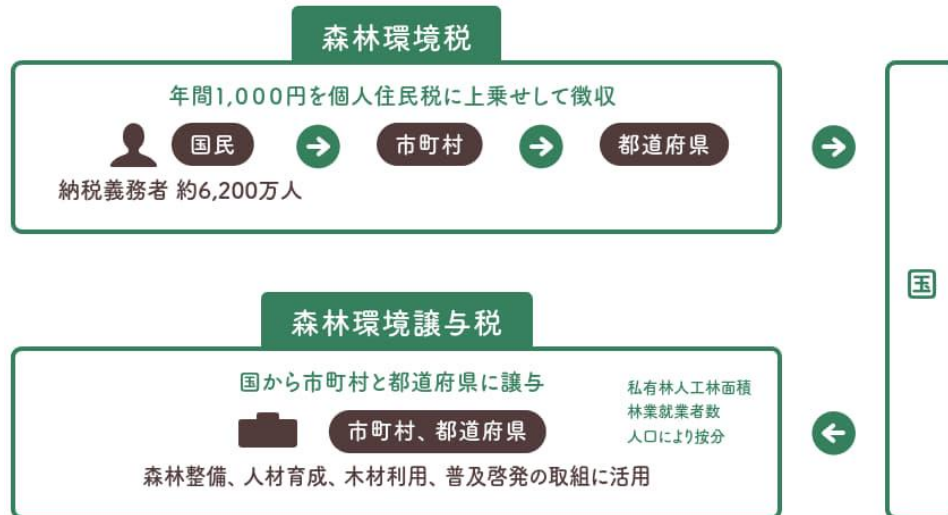 森林環境税
年間1,000円を個人住民税に上乗せして徴収
国民
市町村
都道府県
納税義務者 約6,200万人
国
森林環境譲与税
国から市町村と都道府県に譲与
市町村、都道府県
私有林人工林面積
林業就業者数
人口により按分
森林整備、人材育成、木材利用、普及啓発の取組に活用